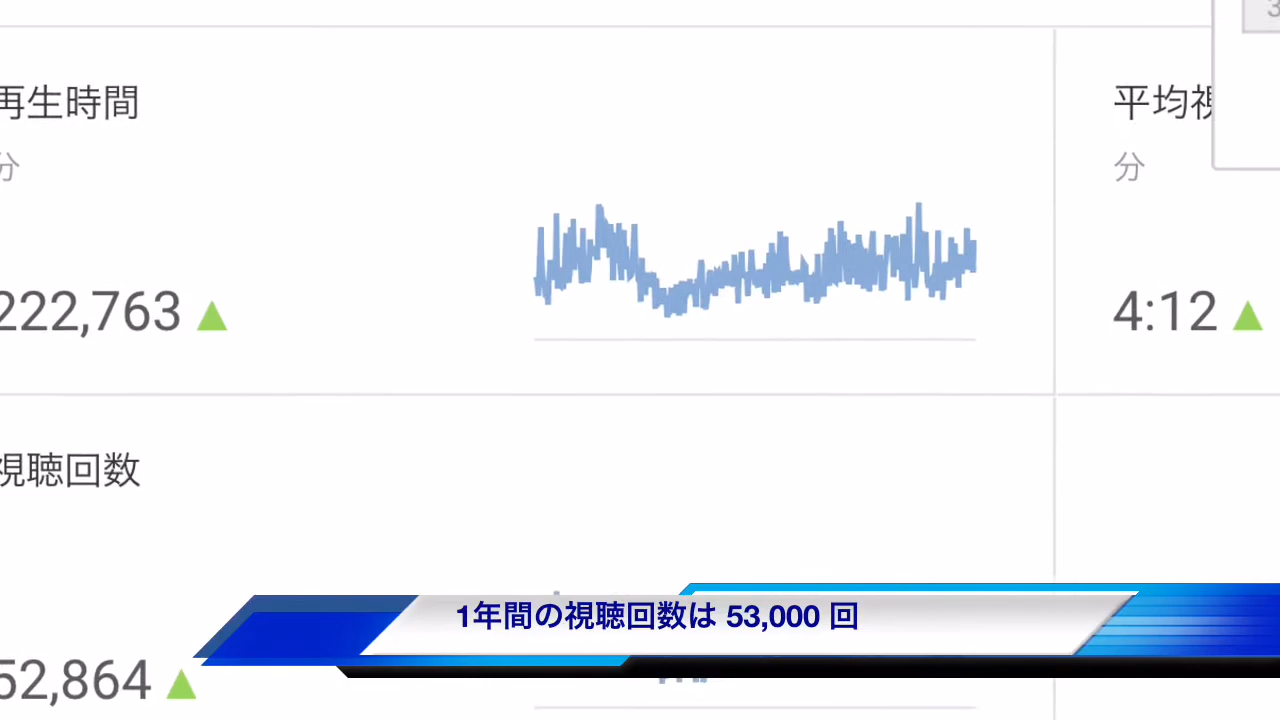 再生時間
分
222,763
平均視
分
4:12
視聴回数
52,864
1年間の視聴回数は 53,000 回